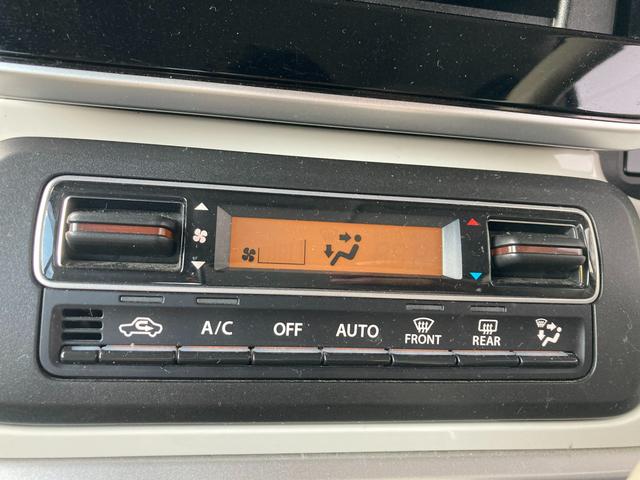 A/C OFF AUTO FRONT REAR